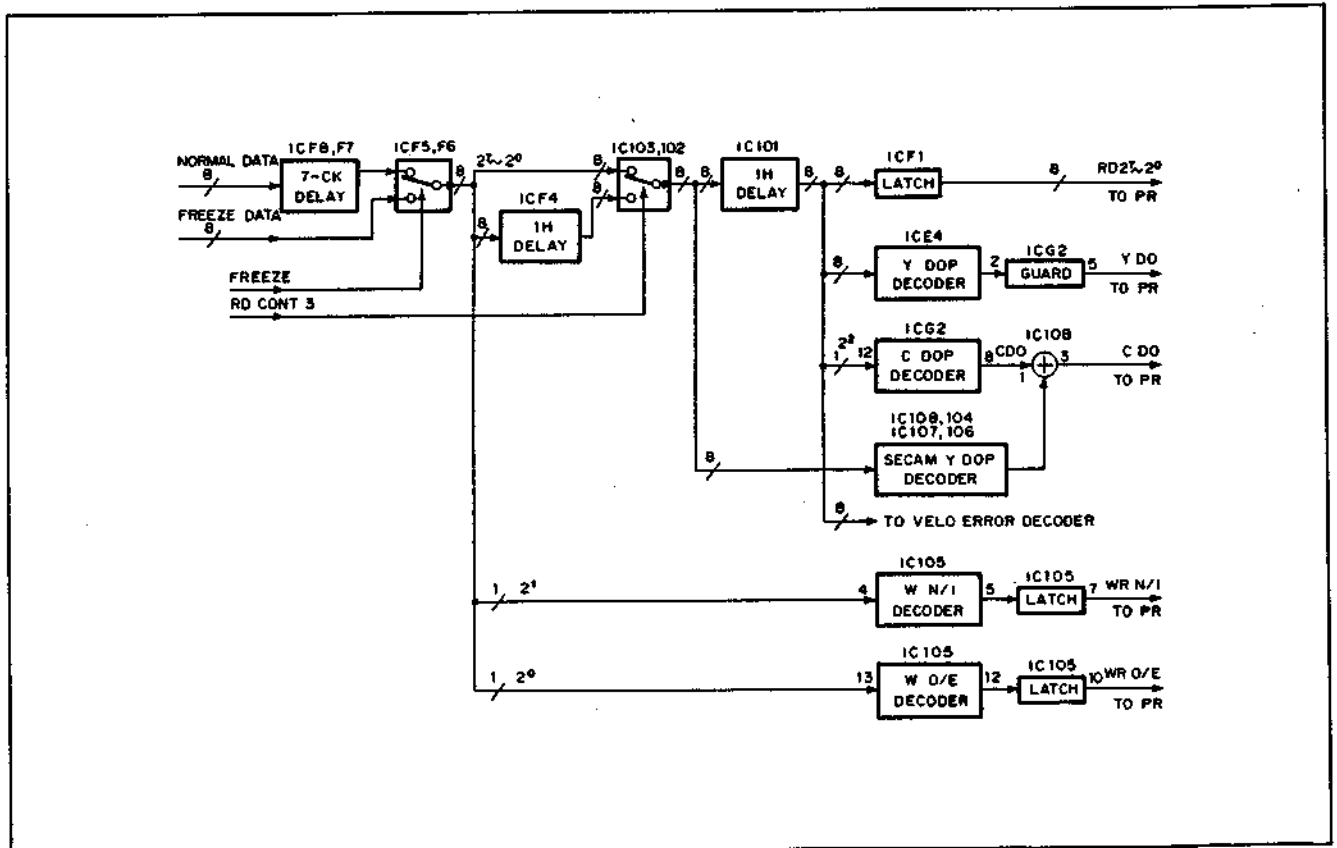 ICF8, F7
ICF5, F6
IC103, 102
IC101
ICF1
NORMAL DATA
8
7-CK
DELAY
8
2⁷~2⁰
8
8
8
8
1H
DELAY
8
8
LATCH
8
RD2⁷~2⁰
TO PR
FREEZE DATA
8
ICF4
8
1H
DELAY
ICE4
8
Y DOP
DECODER
2
ICG2
GUARD
5
Y DO
TO PR
FREEZE
RD CONT 3
ICG2
2²
1
12
C DOP
DECODER
8
CDO
1
IC108
+
3
4
C DO
TO PR
IC108, 104
IC107, 106
8
SECAM Y DOP
DECODER
8
TO VELO ERROR DECODER
IC105
1
2¹
4
W N/I
DECODER
5
IC105
LATCH
7
WR N/I
TO PR
IC105
1
2⁰
13
W O/E
DECODER
12
IC105
LATCH
10
WR O/E
TO PR